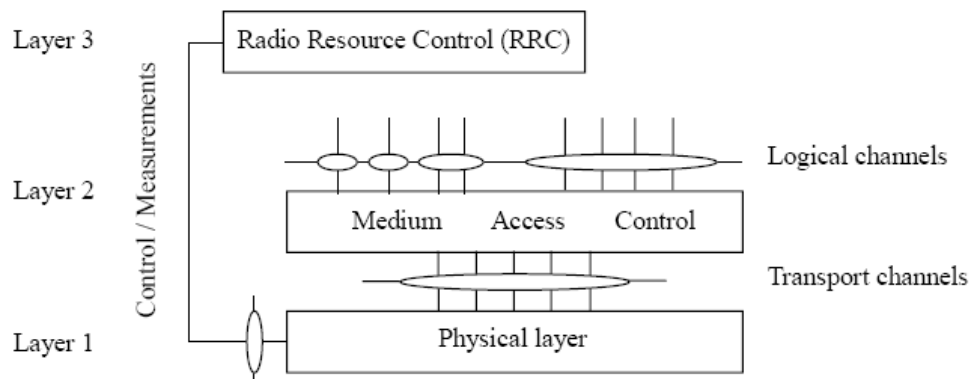 Layer 3
Radio Resource Control (RRC)
Control / Measurements
Logical channels
Layer 2
Medium Access Control
Transport channels
Layer 1
Physical layer